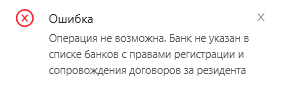 Ошибка
Операция не возможна. Банк не указан в
списке банков с правами регистрации и
сопровождения договоров за резидента